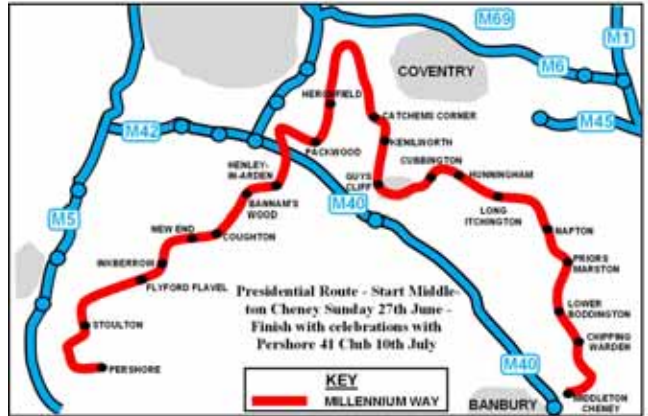 M69
M1
COVENTRY
M6
HERONFIELD
CATCHEMS CORNER
M45
M42
KENILWORTH
PACKWOOD
CUBBINGTON
HUNNINGHAM
HENLEY-
IN-ARDEN
GUYS
CLIFF
BANNAM'S
WOOD
M40
LONG
ITCHINGTON
M5
NEW END
COUGHTON
NAPTON
INKBERROW
PRIORS
MARSTON
FLYFORD FLAVEL
Presidential Route - Start Middle-
ton Cheney Sunday 27th June -
Finish with celebrations with
Pershore 41 Club 10th July
LOWER
BODDINGTON
STOULTON
CHIPPING
WARDEN
M40
PERSHORE
KEY
MILLENNIUM WAY
BANBURY
MIDDLETON
CHENEY